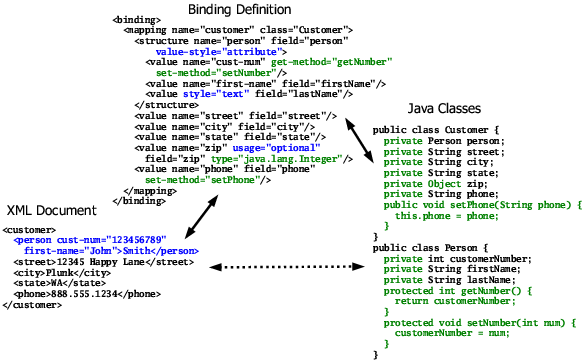 Binding Definition
<binding>
  <mapping name="customer" class="Customer">
    <structure name="person" field="person"
        value-style="attribute">
      <value name="cust-num" get-method="getNumber"
        set-method="setNumber"/>
      <value name="first-name" field="firstName"/>
      <value style="text" field="lastName"/>
    </structure>
    <value name="street" field="street"/>
    <value name="city" field="city"/>
    <value name="state" field="state"/>
    <value name="zip" usage="optional"
      field="zip" type="java.lang.Integer"/>
    <value name="phone" field="phone"
      set-method="setPhone"/>
  </mapping>
</binding>
Java Classes
public class Customer {
  private Person person;
  private String street;
  private String city;
  private String state;
  private Object zip;
  private String phone;
  public void setPhone(String phone) {
    this.phone = phone;
  }
}
public class Person {
  private int customerNumber;
  private String firstName;
  private String lastName;
  protected int getNumber() {
    return customerNumber;
  }
  protected void setNumber(int num) {
    customerNumber = num;
  }
}
XML Document
<customer>
  <person cust-num="123456789"
    first-name="John">Smith</person>
  <street>12345 Happy Lane</street>
  <city>Plunk</city>
  <state>WA</state>
  <phone>888.555.1234</phone>
</customer>